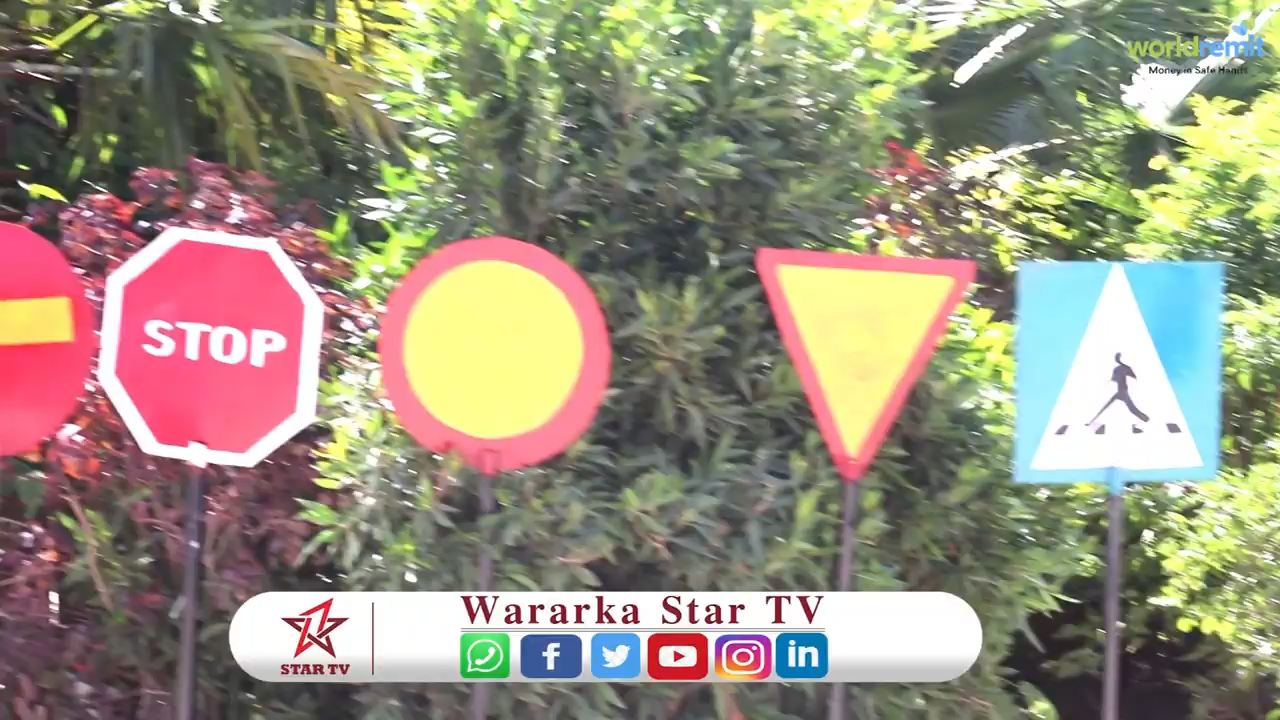 worldremit
Money in Safe Hands
STOP
Wararka Star TV
STAR TV